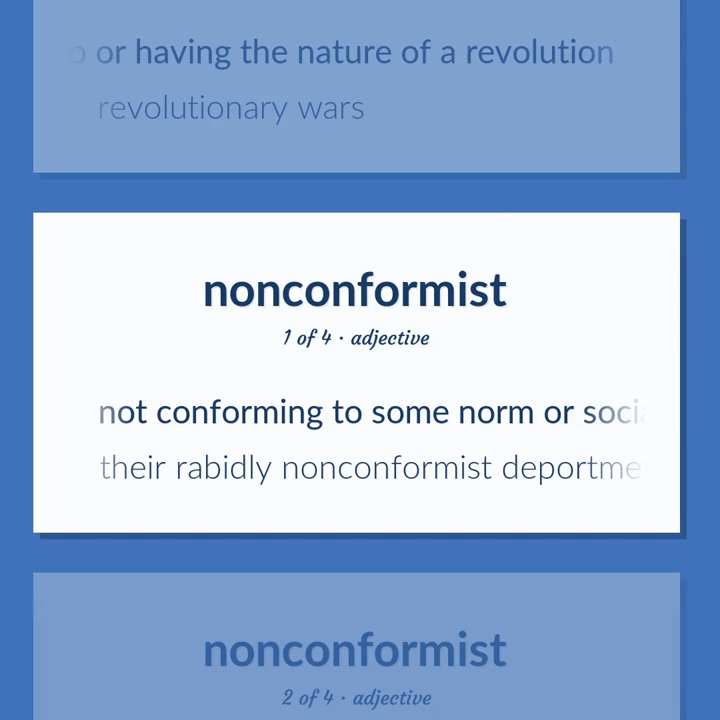 o or having the nature of a revolution
revolutionary wars
nonconformist
1 of 4 · adjective
not conforming to some norm or socia
their rabidly nonconformist deportme
nonconformist
2 of 4 · adjective